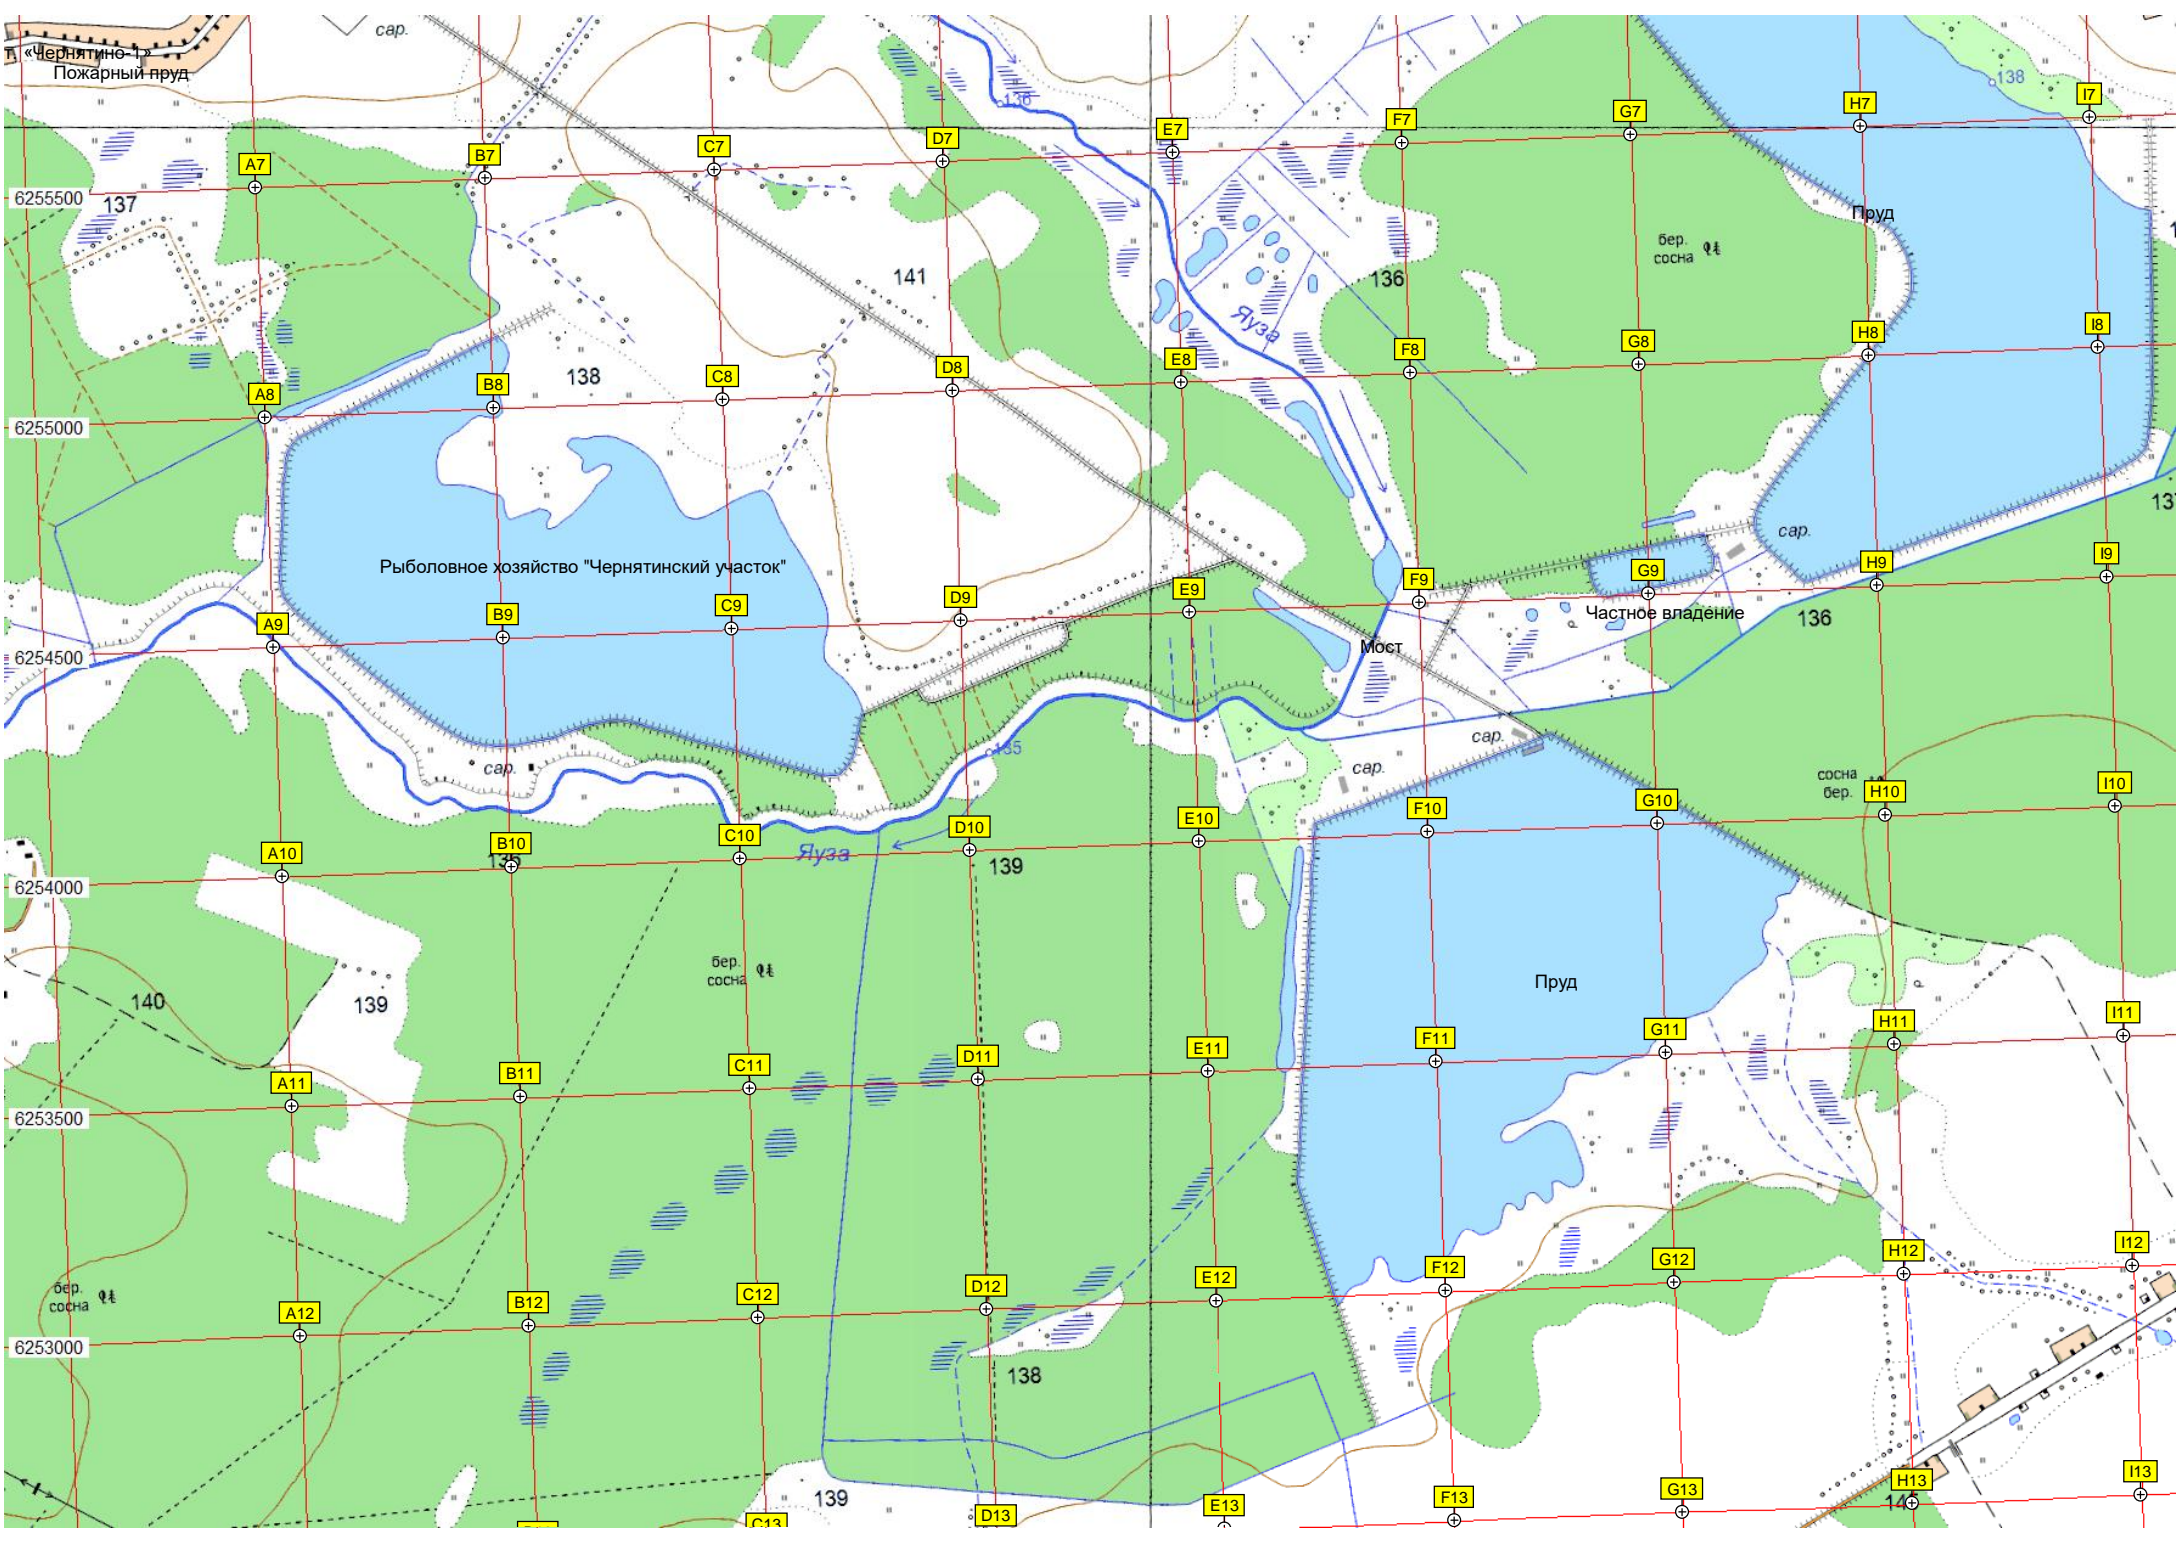 сар.
т. «Чернятино-1»
Пожарный пруд
138
136
I7
H7
G7
F7
E7
D7
C7
B7
A7
6255500
137
Пруд
бер.
сосна
141
136
Яуза
I8
H8
G8
F8
E8
D8
C8
138
B8
A8
6255000
137
сар.
Рыболовное хозяйство "Чернятинский участок"
I9
H9
G9
F9
E9
D9
C9
B9
A9
Частное владение
136
Мост
6254500
135
сар.
сар.
сар.
сосна
бер.
I10
H10
G10
F10
E10
D10
C10
B10
A10
Яуза
139
6254000
бер.
сосна
Пруд
140
139
I11
H11
G11
F11
E11
D11
C11
B11
A11
6253500
I12
H12
G12
F12
E12
D12
C12
B12
A12
бер.
сосна
6253000
138
I13
H13
G13
F13
E13
D13
C13
139